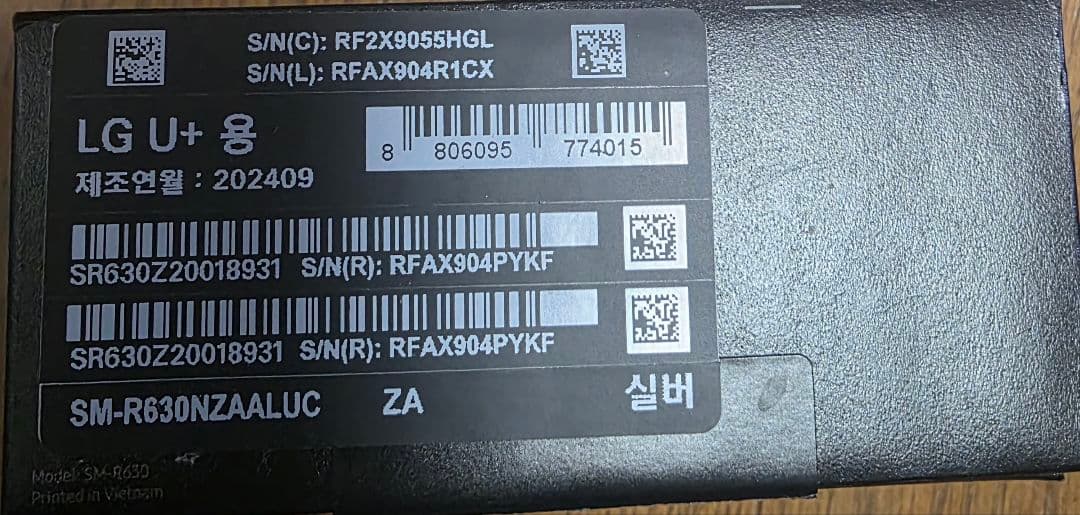 S/N(C): RF2X9055HGL
S/N(L): RFAX904R1CX
LG U+ 용
8 806095 774015
제조연월 : 202409
SR630Z20018931 S/N(R): RFAX904PYKF
SR630Z20018931 S/N(R): RFAX904PYKF
SM-R630NZAALUC ZA 실버
Model: SM-R630
Printed in Vietnam